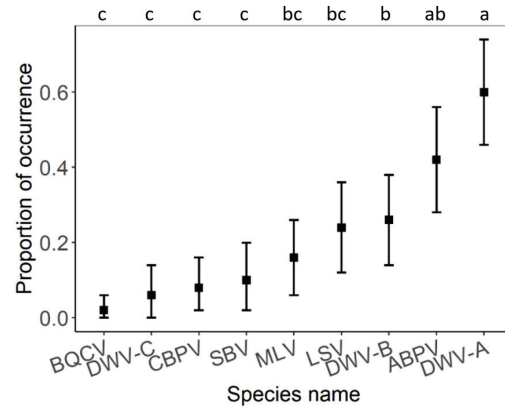 c c c c bc bc b ab a
Proportion of occurrence
0.6
0.4
0.2
0.0
BQCV DWV-C CBPV SBV MLV LSV DWV-B ABPV DWV-A
Species name